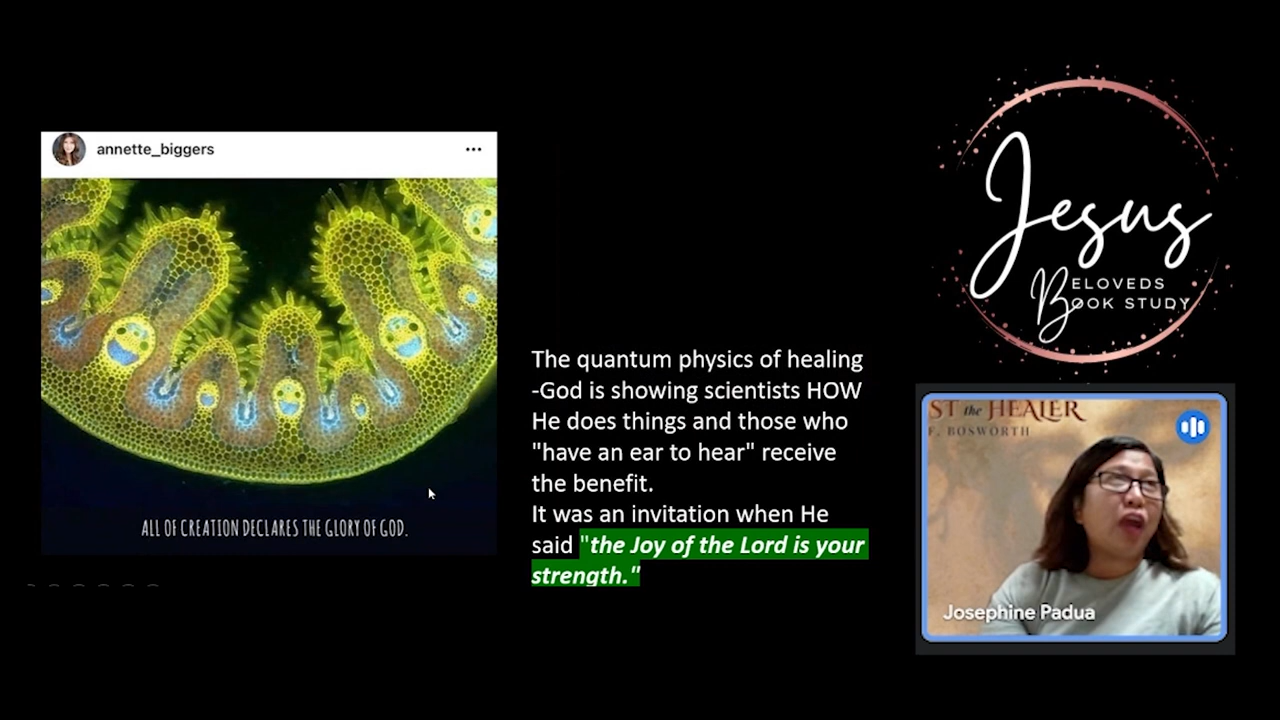 annette_biggers
ALL OF CREATION DECLARES THE GLORY OF GOD.
The quantum physics of healing
-God is showing scientists HOW
He does things and those who
"have an ear to hear" receive
the benefit.
It was an invitation when He
said "the Joy of the Lord is your
strength."
Jesus
BELOVEDS
BOOK STUDY
ST the HEALER
F. BOSWORTH
Josephine Padua